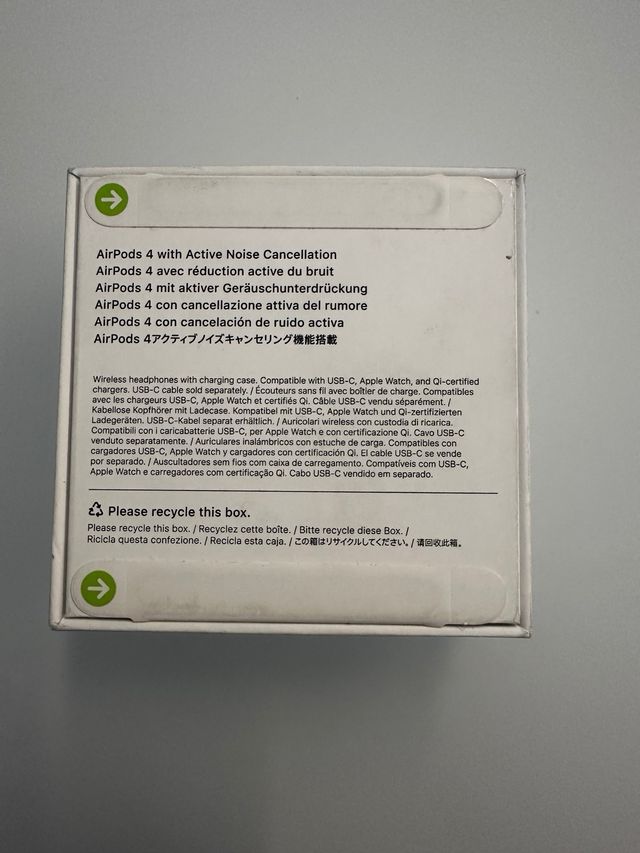 AirPods 4 with Active Noise Cancellation
AirPods 4 avec réduction active du bruit
AirPods 4 mit aktiver Geräuschunterdrückung
AirPods 4 con cancellazione attiva del rumore
AirPods 4 con cancelación de ruido activa
AirPods 4アクティブノイズキャンセリング機能搭載
Wireless headphones with charging case. Compatible with USB-C, Apple Watch, and Qi-certified
chargers. USB-C cable sold separately. / Écouteurs sans fil avec boîtier de charge. Compatibles
avec les chargeurs USB-C, Apple Watch et certifiés Qi. Câble USB-C vendu séparément. /
Kabellose Kopfhörer mit Ladecase. Kompatibel mit USB-C, Apple Watch und Qi-zertifizierten
Ladegeräten. USB-C-Kabel separat erhältlich. / Auricolari wireless con custodia di ricarica.
Compatibili con i caricabatterie USB-C, per Apple Watch e con certificazione Qi. Cavo USB-C
venduto separatamente. / Auriculares inalámbricos con estuche de carga. Compatibles con
cargadores USB-C, Apple Watch y cargadores con certificación Qi. El cable USB-C se vende
por separado. / Auscultadores sem fios com caixa de carregamento. Compatíveis com USB-C,
Apple Watch e carregadores com certificação Qi. Cabo USB-C vendido em separado.
Please recycle this box.
Please recycle this box. / Recyclez cette boîte. / Bitte recycle diese Box. /
Ricicla questa confezione. / Recicla esta caja. / この箱はリサイクルしてください。/ 请回收此箱。